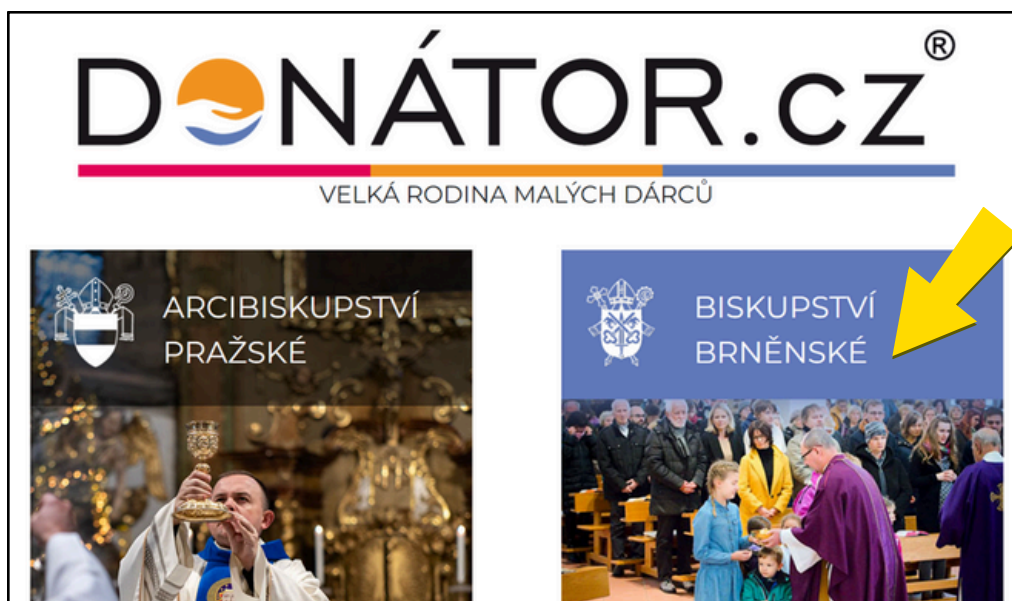 DONÁTOR.cz®
VELKÁ RODINA MALÝCH DÁRCŮ
ARCIBISKUPSTVÍ
PRAŽSKÉ
BISKUPSTVÍ
BRNĚNSKÉ